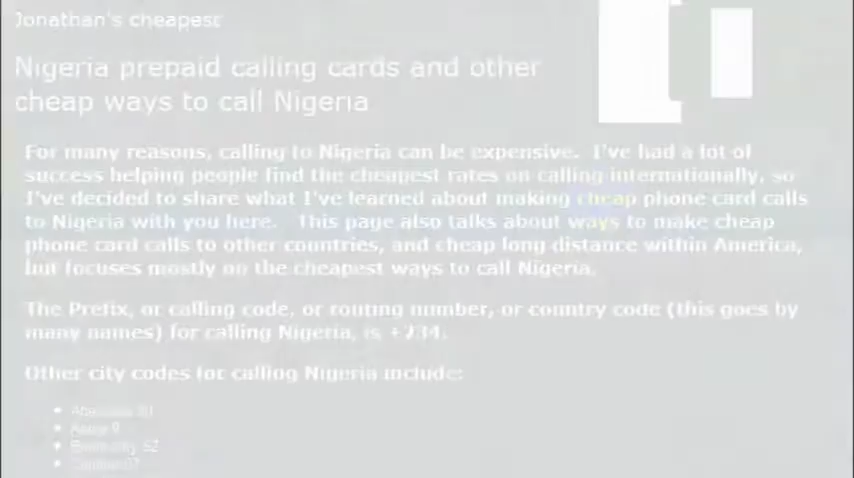 Jonathan's cheapest
Nigeria prepaid calling cards and other
cheap ways to call Nigeria
For many reasons, calling to Nigeria can be expensive. I've had a lot of
success helping people find the cheapest rates on calling internationally, so
I've decided to share what I've learned about making cheap phone card calls
to Nigeria with you here. This page also talks about ways to make cheap
phone card calls to other countries, and cheap long distance within America,
but focuses mostly on the cheapest ways to call Nigeria.
The Prefix, or calling code, or routing number, or country code (this goes by
many names) for calling Nigeria, is +234.
Other city codes for calling Nigeria include: